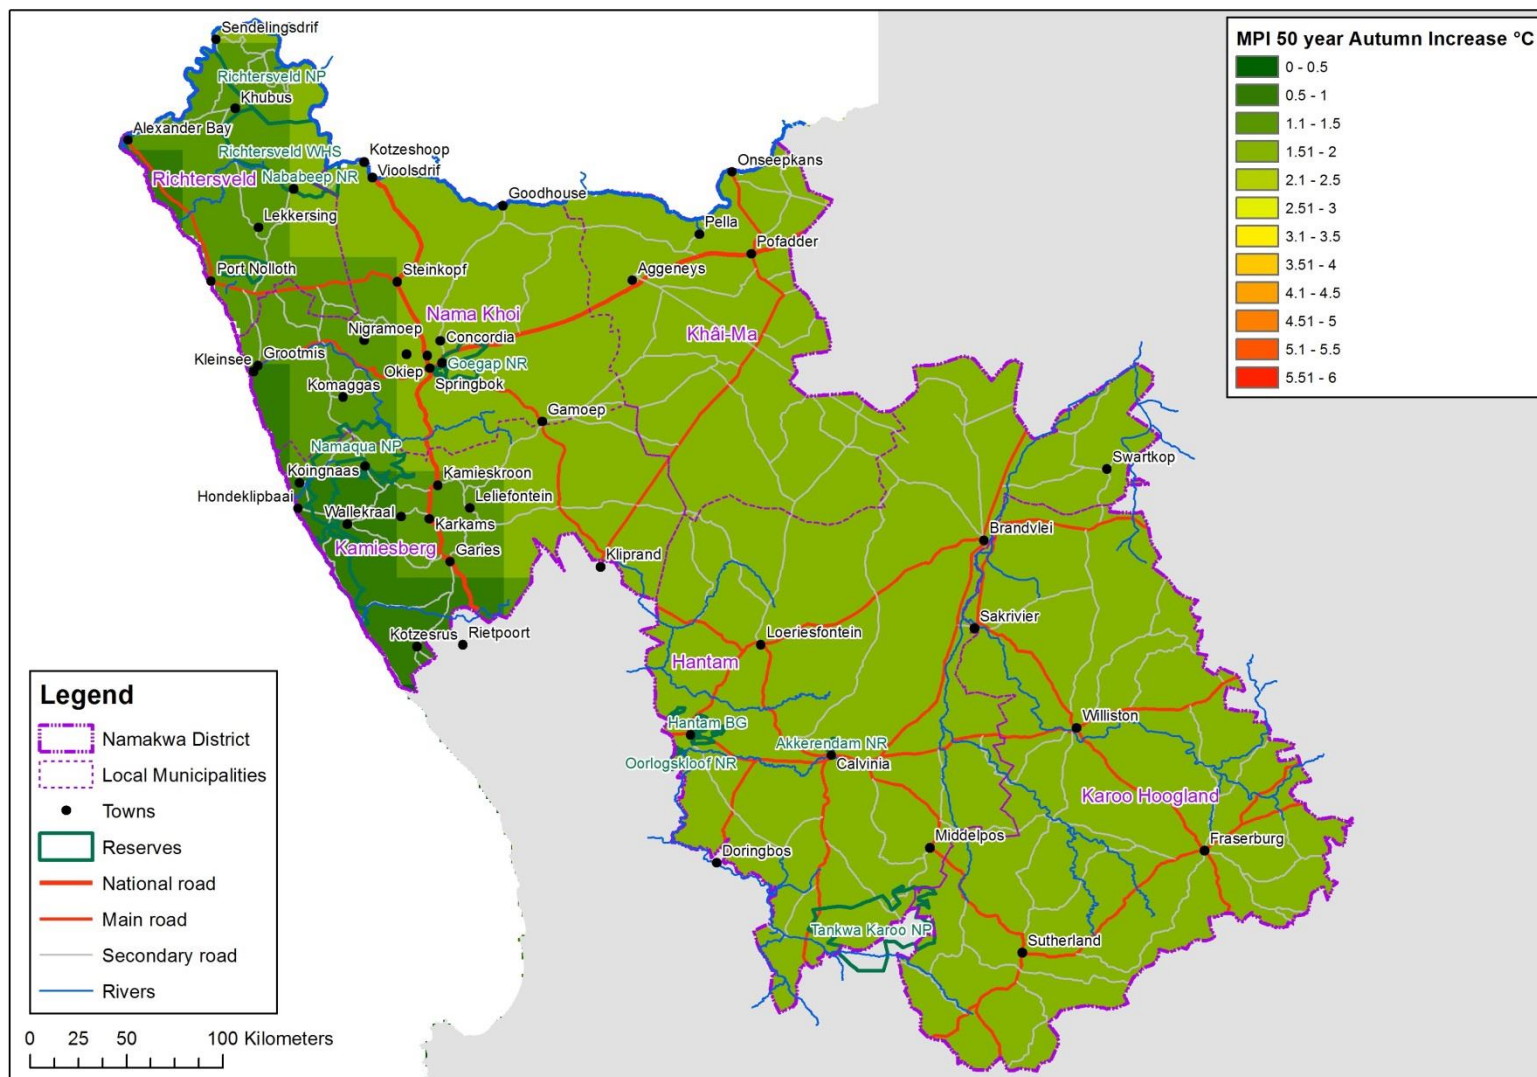 Sendelingsdrif
Richtersveld NP
Khubus
Alexander Bay
Richtersveld WHS
Kotzeshoop
Richtersveld
Nababeep NR
Vioolsdrif
Onseepkans
Goodhouse
Lekkersing
Pella
Pofadder
Port Nolloth
Steinkopf
Aggeneys
Nama Khoi
Khâi-Ma
Nigramoep
Concordia
Kleinsee
Grootmis
Okiep
Goegap NR
Komaggas
Springbok
Gamoep
Namaqua NP
Koingnaas
Kamieskroon
Swartkop
Hondeklipbaai
Wallekraal
Leliefontein
Karkams
Brandvlei
Kamiesberg
Garies
Kliprand
Kotzesrus
Rietpoort
Loeriesfontein
Sakrivier
Hantam
Hantam BG
Williston
Oorlogskloof NR
Akkerendam NR
Calvinia
Karoo Hoogland
Doringbos
Middelpos
Fraserburg
Tankwa Karoo NP
Sutherland
MPI 50 year Autumn Increase °C
0 - 0.5
0.5 - 1
1.1 - 1.5
1.51 - 2
2.1 - 2.5
2.51 - 3
3.1 - 3.5
3.51 - 4
4.1 - 4.5
4.51 - 5
5.1 - 5.5
5.51 - 6
Legend
Namakwa District
Local Municipalities
Towns
Reserves
National road
Main road
Secondary road
Rivers
0 25 50 100 Kilometers